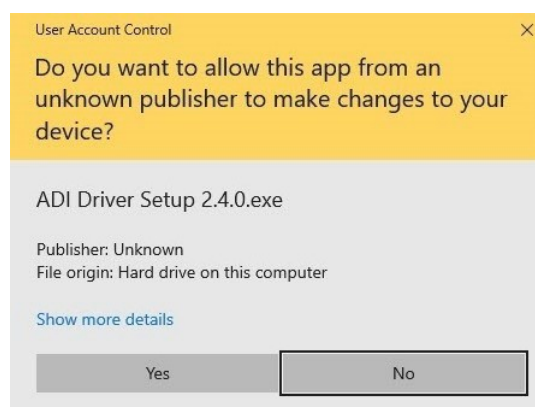 User Account Control
Do you want to allow this app from an
unknown publisher to make changes to your
device?
ADI Driver Setup 2.4.0.exe
Publisher: Unknown
File origin: Hard drive on this computer
Show more details
Yes
No